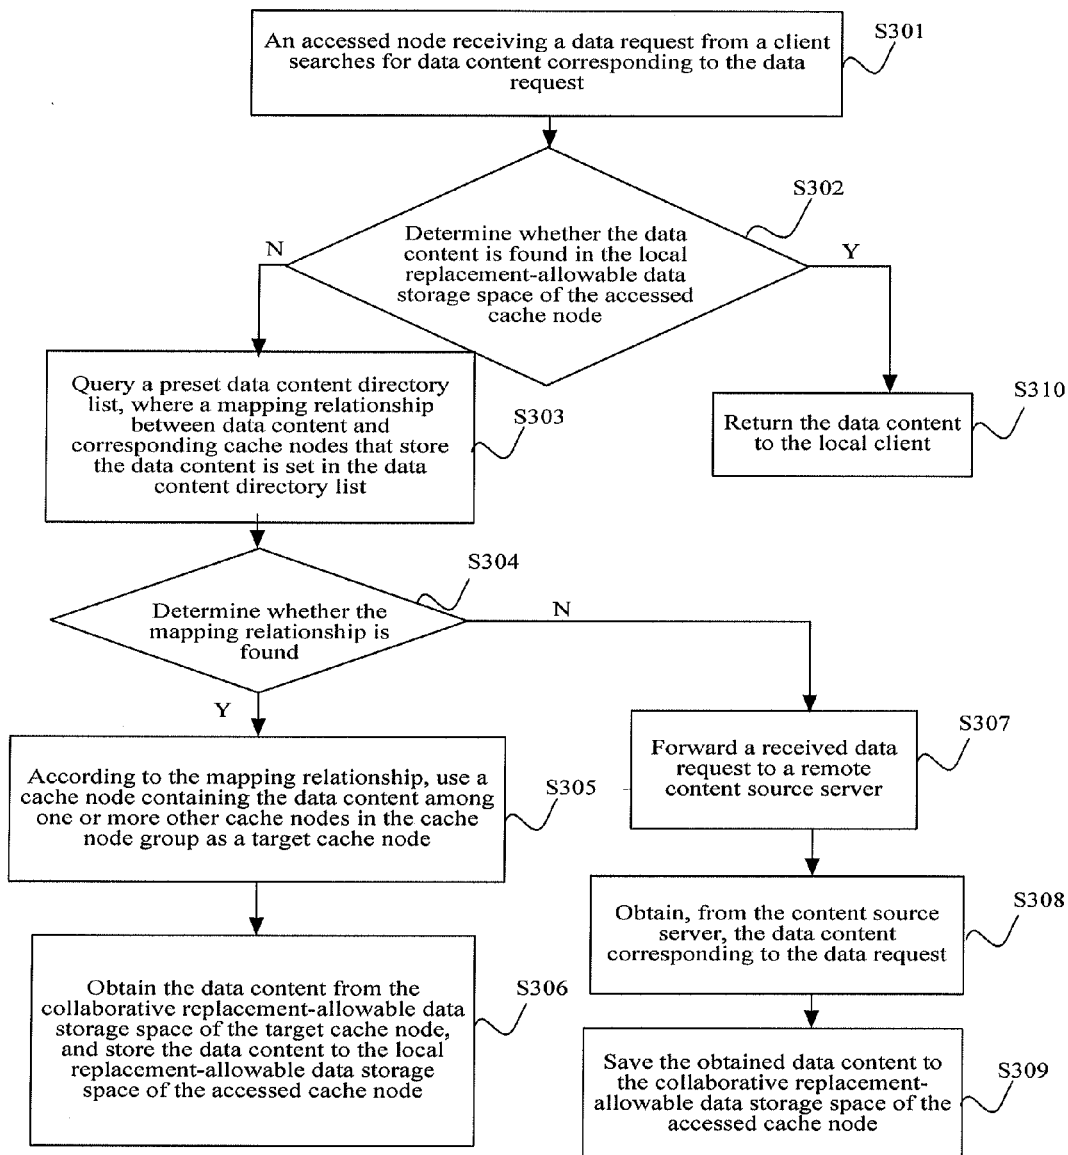 An accessed node receiving a data request from a client
searches for data content corresponding to the data
request
S301
S302
Determine whether the data
content is found in the local
replacement-allowable data
storage space of the accessed
cache node
N
Y
Query a preset data content directory
list, where a mapping relationship
between data content and
corresponding cache nodes that store
the data content is set in the data
content directory list
S303
Return the data content
to the local client
S310
S304
Determine whether the
mapping relationship is
found
N
Y
According to the mapping relationship, use a
cache node containing the data content among
one or more other cache nodes in the cache
node group as a target cache node
S305
Forward a received data
request to a remote
content source server
S307
Obtain, from the content source
server, the data content
corresponding to the data request
S308
Obtain the data content from the
collaborative replacement-allowable data
storage space of the target cache node,
and store the data content to the local
replacement-allowable data storage
space of the accessed cache node
S306
Save the obtained data content to
the collaborative replacement-
allowable data storage space of the
accessed cache node
S309